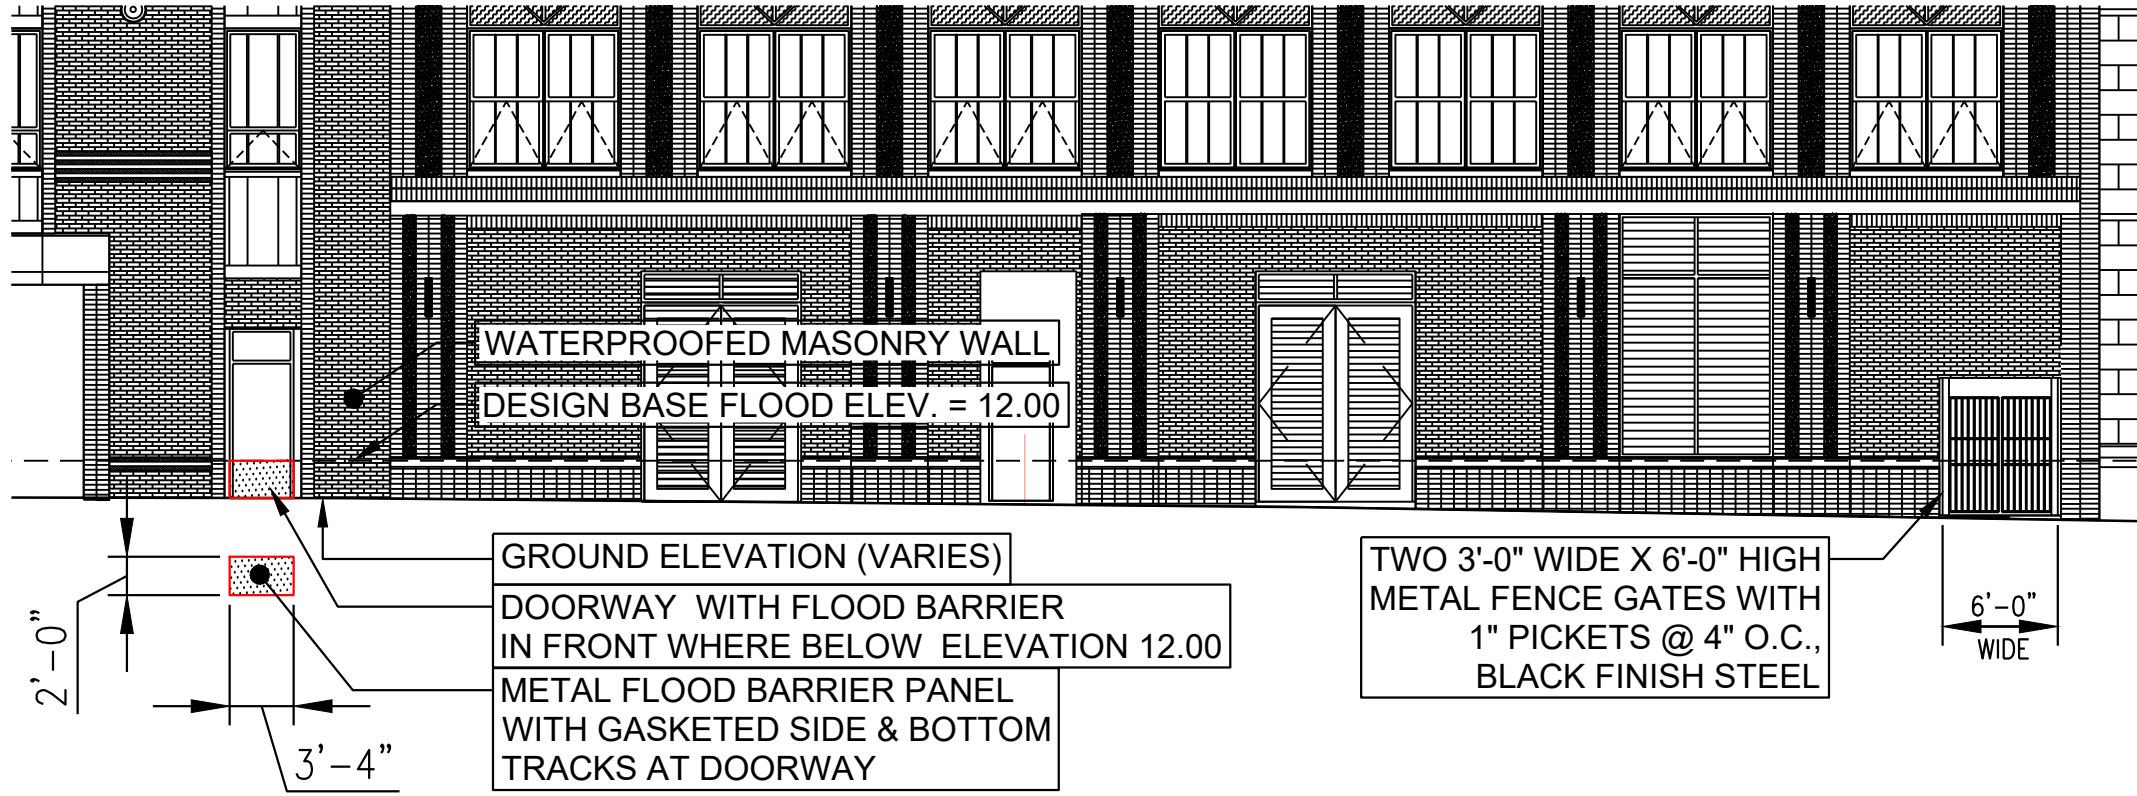 WATERPROOFED MASONRY WALL
DESIGN BASE FLOOD ELEV. = 12.00
GROUND ELEVATION (VARIES)
DOORWAY WITH FLOOD BARRIER
IN FRONT WHERE BELOW ELEVATION 12.00
METAL FLOOD BARRIER PANEL
WITH GASKETED SIDE & BOTTOM
TRACKS AT DOORWAY
2'-0"
3'-4"
TWO 3'-0" WIDE X 6'-0" HIGH
METAL FENCE GATES WITH
1" PICKETS @ 4" O.C.,
BLACK FINISH STEEL
6'-0"
WIDE